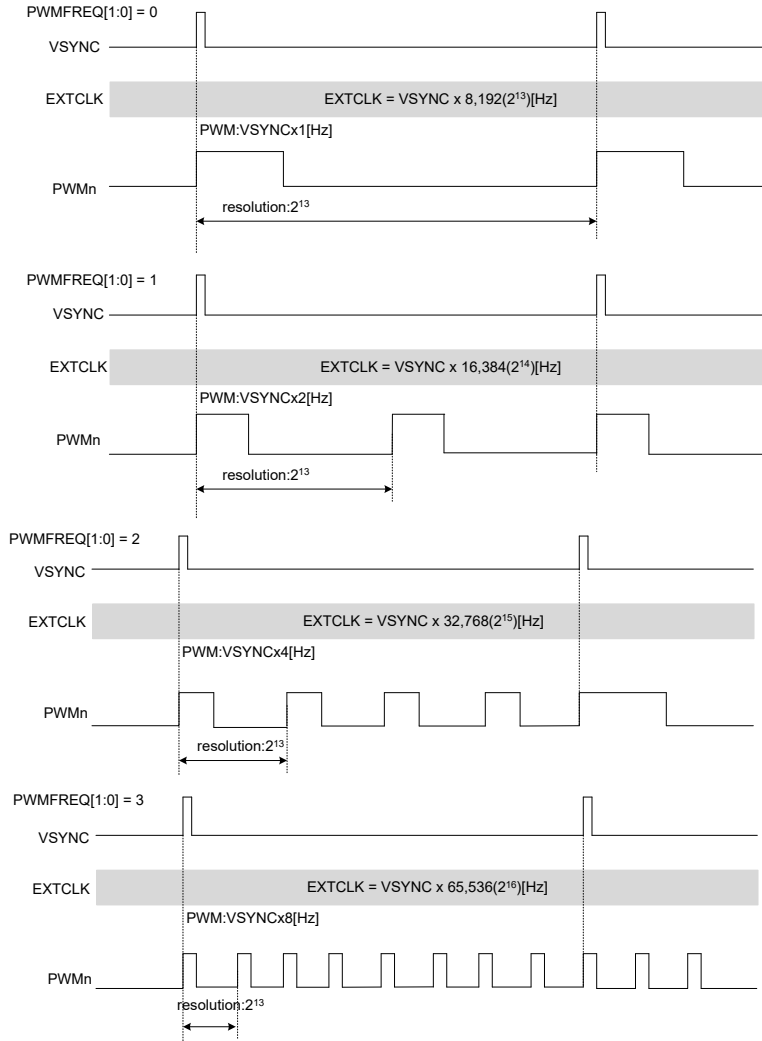 PWMFREQ[1:0] = 0
VSYNC
EXTCLK
EXTCLK = VSYNC x 8,192(2¹³)[Hz]
PWM:VSYNCx1[Hz]
PWMn
resolution:2¹³
PWMFREQ[1:0] = 1
VSYNC
EXTCLK
EXTCLK = VSYNC x 16,384(2¹⁴)[Hz]
PWM:VSYNCx2[Hz]
PWMn
resolution:2¹³
PWMFREQ[1:0] = 2
VSYNC
EXTCLK
EXTCLK = VSYNC x 32,768(2¹⁵)[Hz]
PWM:VSYNCx4[Hz]
PWMn
resolution:2¹³
PWMFREQ[1:0] = 3
VSYNC
EXTCLK
EXTCLK = VSYNC x 65,536(2¹⁶)[Hz]
PWM:VSYNCx8[Hz]
PWMn
resolution:2¹³